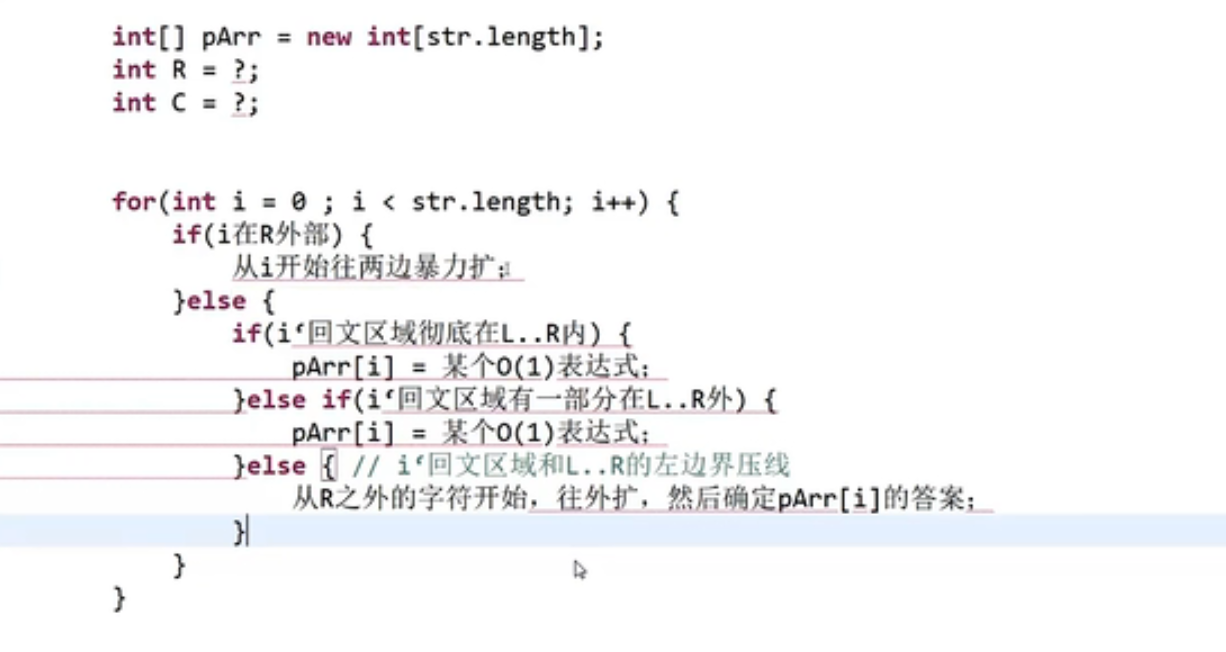 int[] pArr = new int[str.length];
int R = ?;
int C = ?;
for(int i = 0 ; i < str.length; i++) {
if(i在R外部) {
从i开始往两边暴力扩;
}else {
if(i‘回文区域彻底在L..R内) {
pArr[i] = 某个O(1)表达式;
}else if(i‘回文区域有一部分在L..R外) {
pArr[i] = 某个O(1)表达式;
}else { // i‘回文区域和L..R的左边界压线
从R之外的字符开始，往外扩，然后确定pArr[i]的答案;
}
}
}